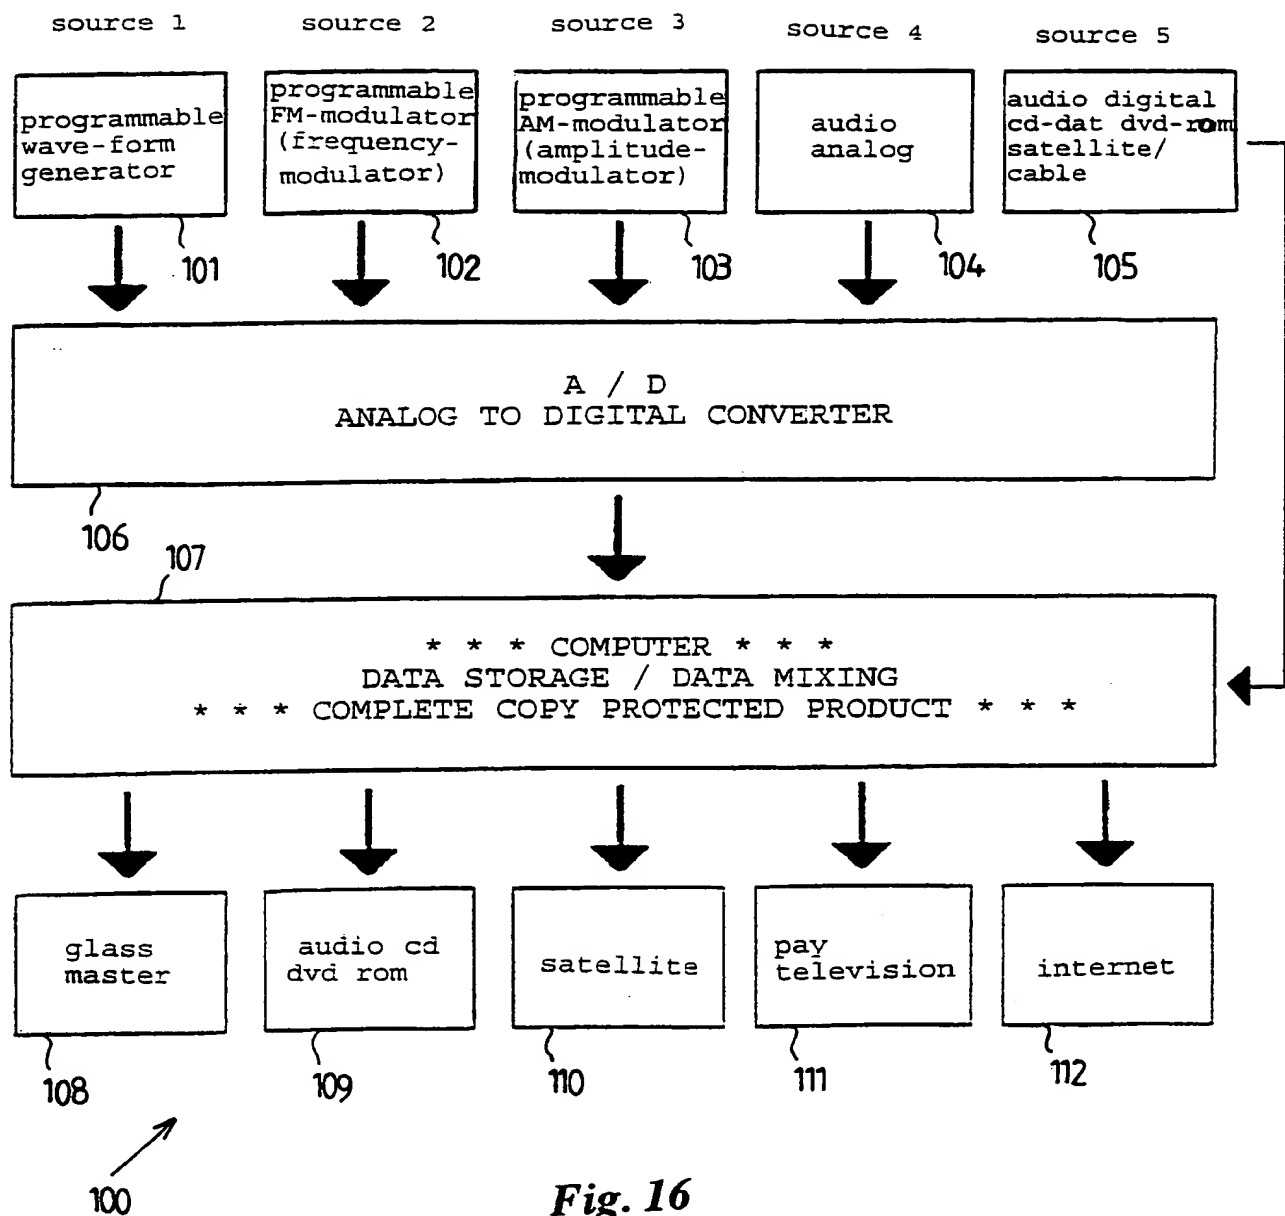 source 1
source 2
source 3
source 4
source 5
programmable
wave-form
generator
programmable
FM-modulator
(frequency-
modulator)
programmable
AM-modulator
(amplitude-
modulator)
audio
analog
audio digital
cd-dat dvd-rom
satellite/
cable
101
102
103
104
105
A / D
ANALOG TO DIGITAL CONVERTER
106
107
* * * COMPUTER * * *
DATA STORAGE / DATA MIXING
* * * COMPLETE COPY PROTECTED PRODUCT * * *
glass
master
audio cd
dvd rom
satellite
pay
television
internet
108
109
110
111
112
100
Fig. 16